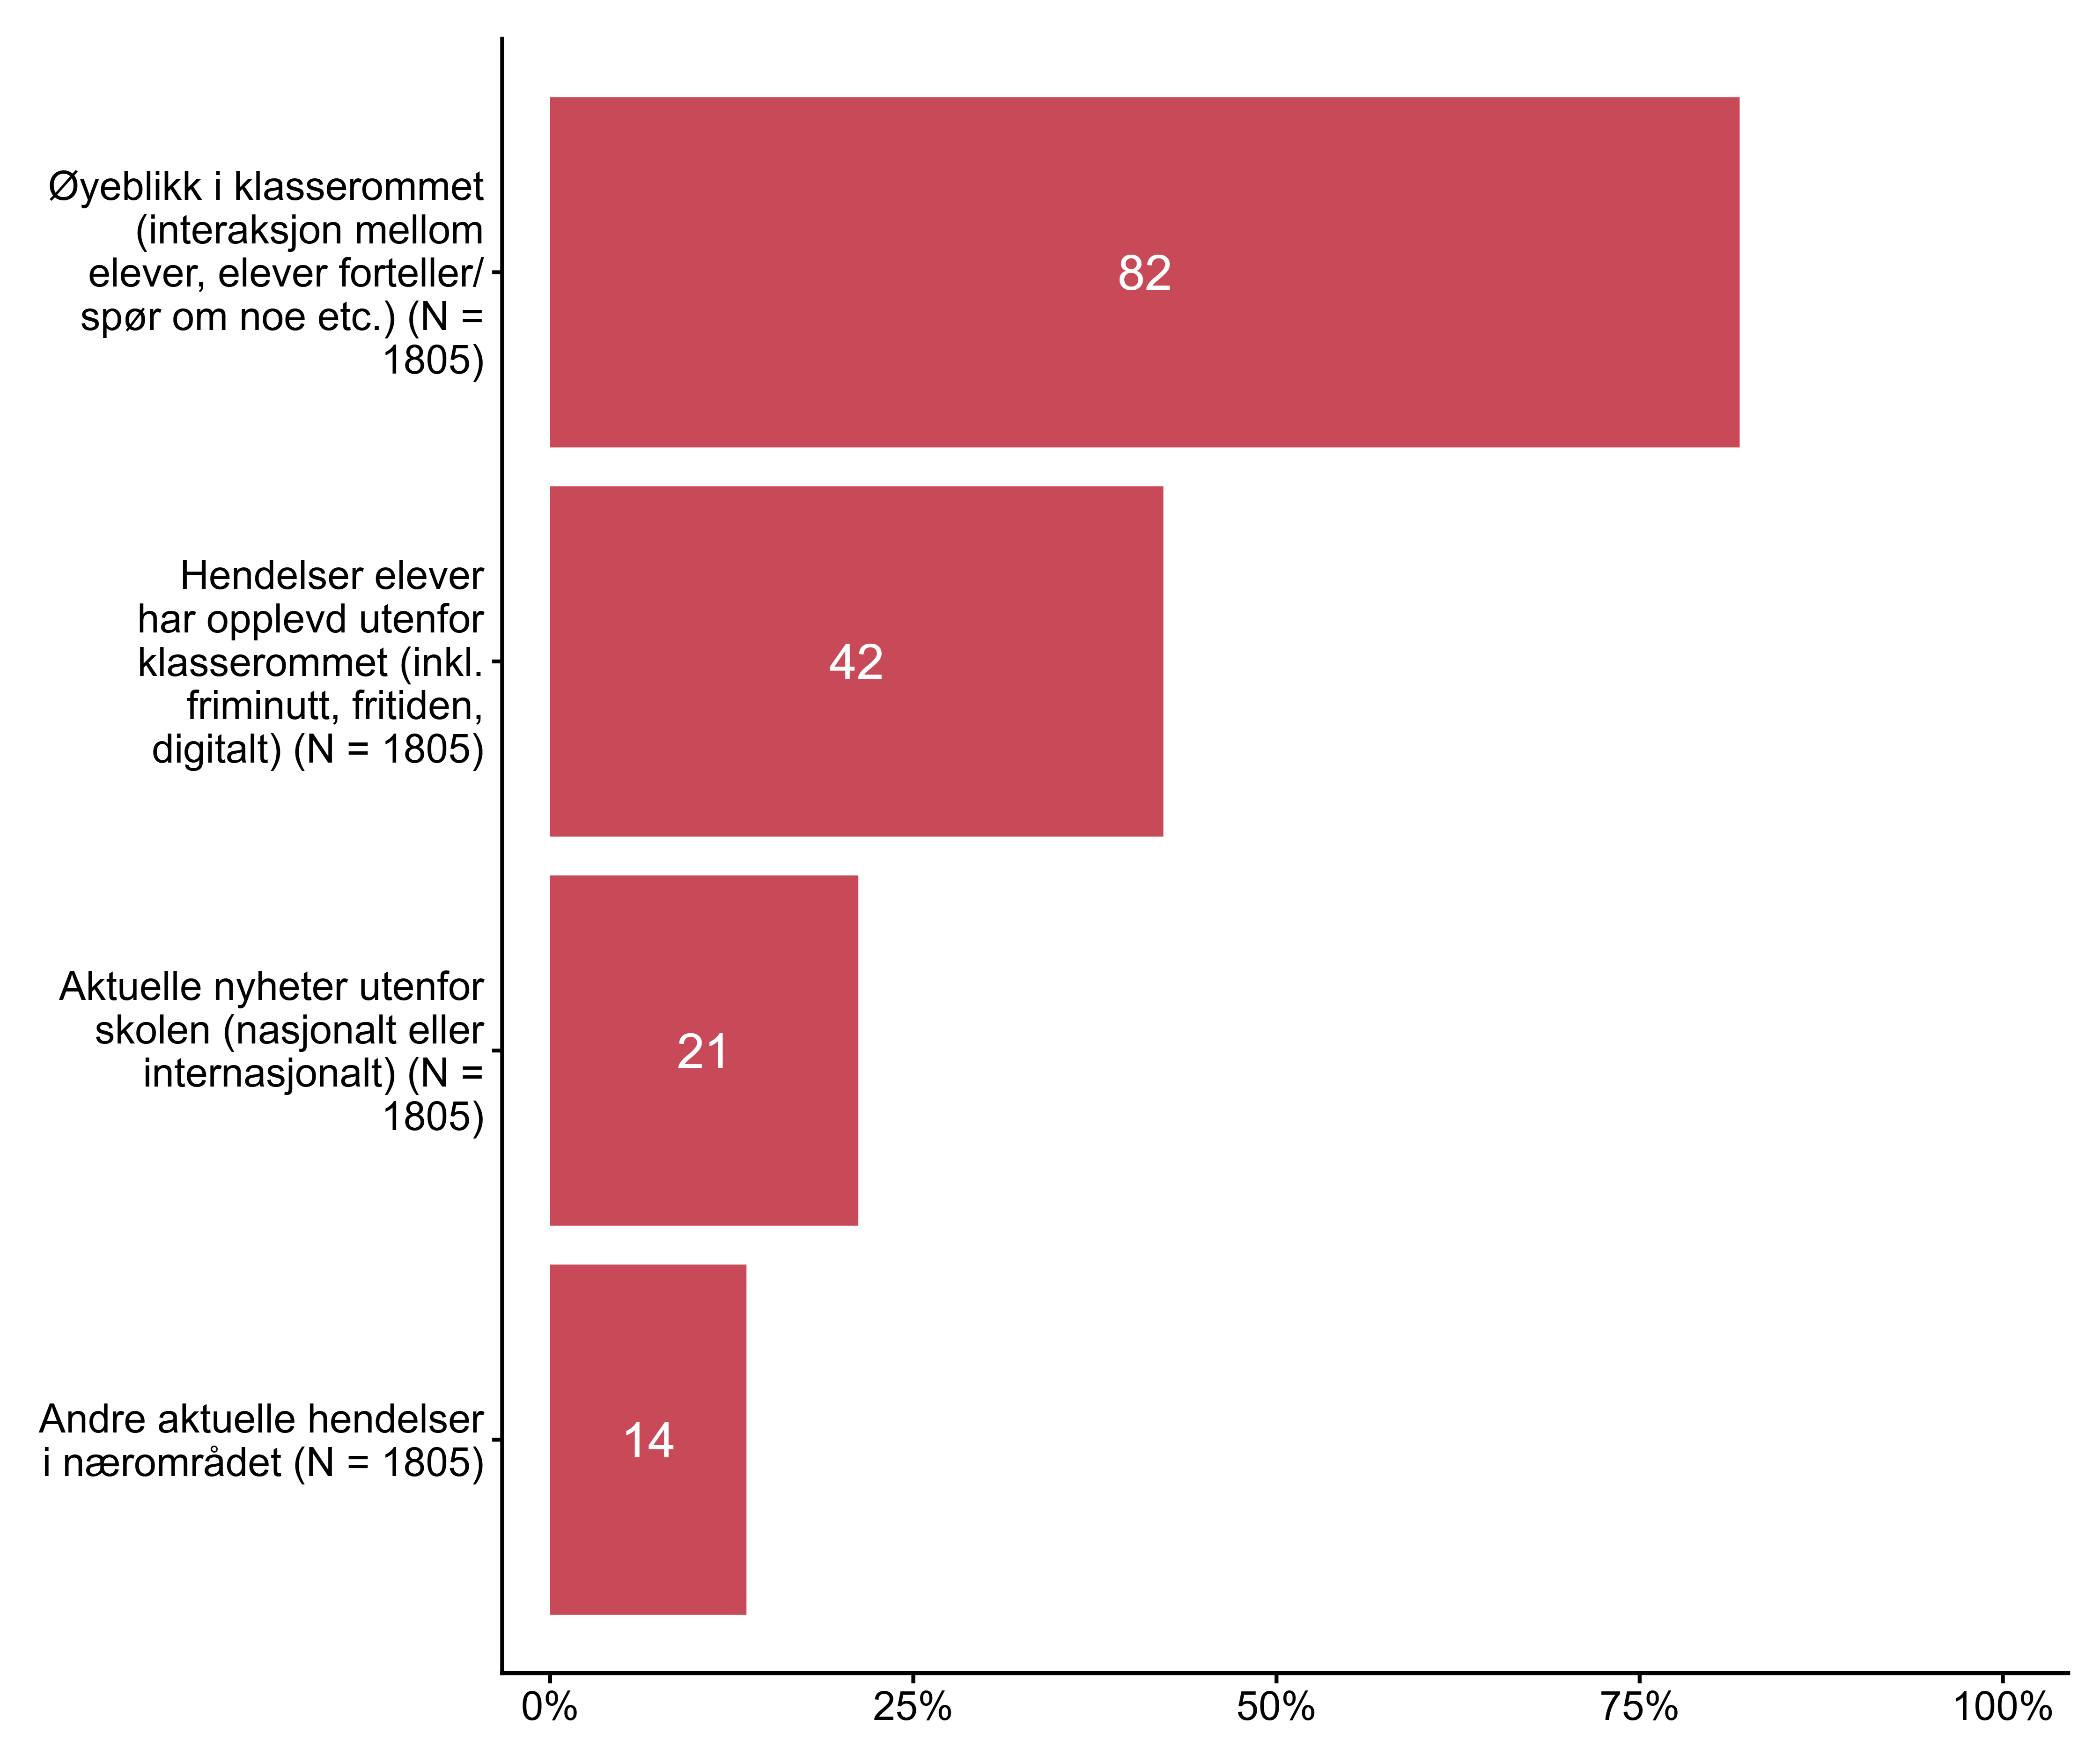 Øyeblikk i klasserommet
(interaksjon mellom
elever, elever forteller/
spør om noe etc.) (N =
1805)
82
Hendelser elever
har opplevd utenfor
klasserommet (inkl.
friminutt, fritiden,
digitalt) (N = 1805)
42
Aktuelle nyheter utenfor
skolen (nasjonalt eller
internasjonalt) (N =
1805)
21
Andre aktuelle hendelser
i nærområdet (N = 1805)
14
0% 25% 50% 75% 100%